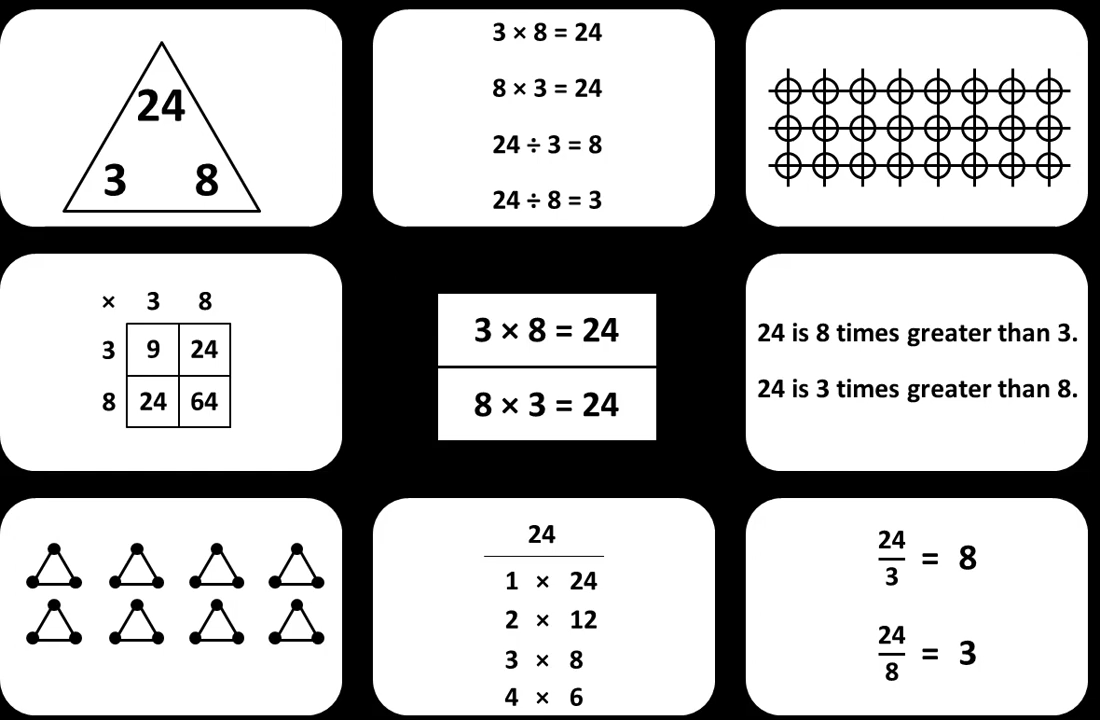 24
3 8
3 × 8 = 24
8 × 3 = 24
24 ÷ 3 = 8
24 ÷ 8 = 3
× 3 8
3 9 24
8 24 64
3 × 8 = 24
8 × 3 = 24
24 is 8 times greater than 3.
24 is 3 times greater than 8.
24
1 × 24
2 × 12
3 × 8
4 × 6
24/3 = 8
24/8 = 3